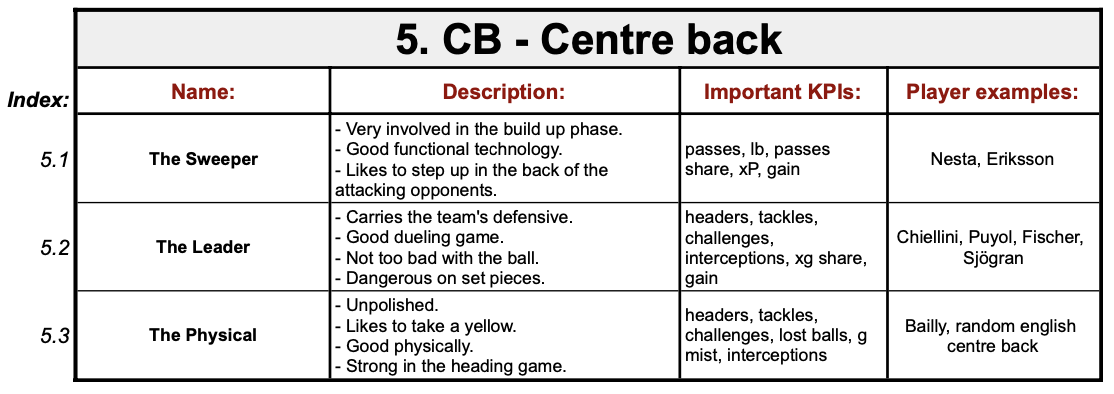 5. CB - Centre back
Index:
Name:
Description:
Important KPIs:
Player examples:
5.1
The Sweeper
- Very involved in the build up phase.
- Good functional technology.
- Likes to step up in the back of the
attacking opponents.
passes, lb, passes
share, xP, gain
Nesta, Eriksson
5.2
The Leader
- Carries the team's defensive.
- Good dueling game.
- Not too bad with the ball.
- Dangerous on set pieces.
headers, tackles,
challenges,
interceptions, xg share,
gain
Chiellini, Puyol, Fischer,
Sjögran
5.3
The Physical
- Unpolished.
- Likes to take a yellow.
- Good physically.
- Strong in the heading game.
headers, tackles,
challenges, lost balls, g
mist, interceptions
Bailly, random english
centre back